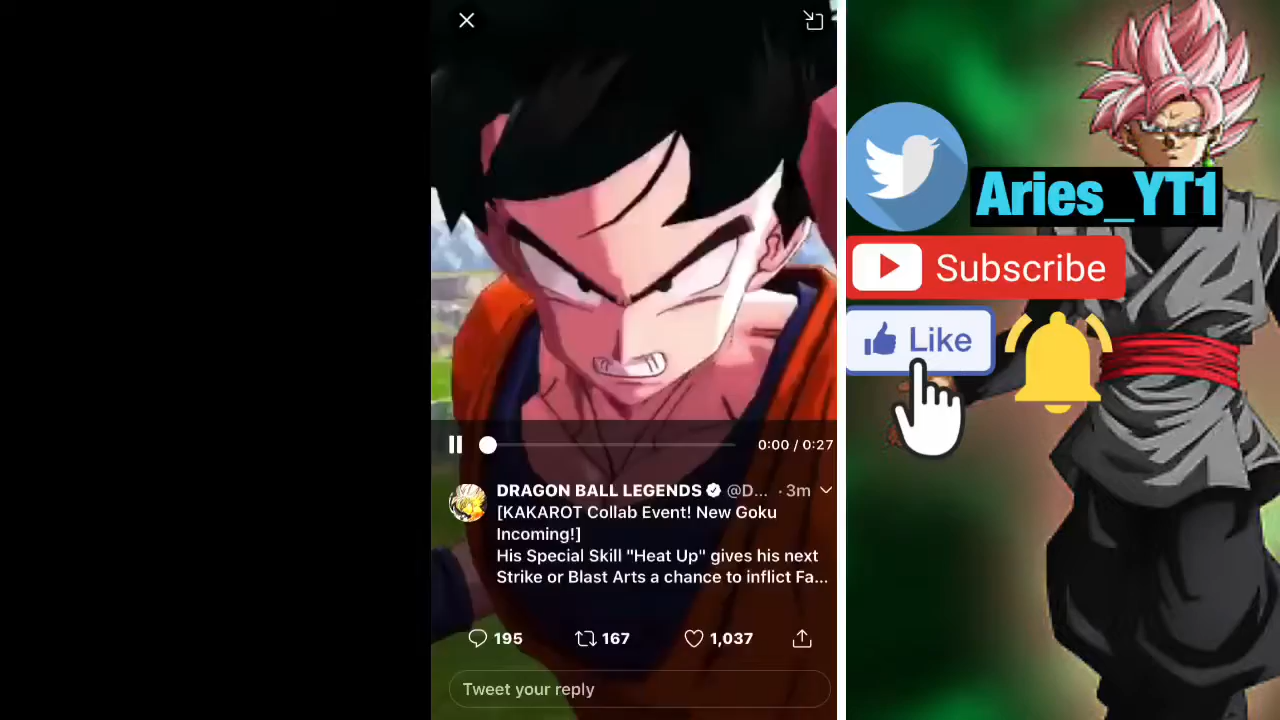 0:00 / 0:27
DRAGON BALL LEGENDS @D... · 3m
[KAKAROT Collab Event! New Goku
Incoming!]
His Special Skill "Heat Up" gives his next
Strike or Blast Arts a chance to inflict Fa...
195 167 1,037
Tweet your reply
Aries_YT1
Subscribe
Like